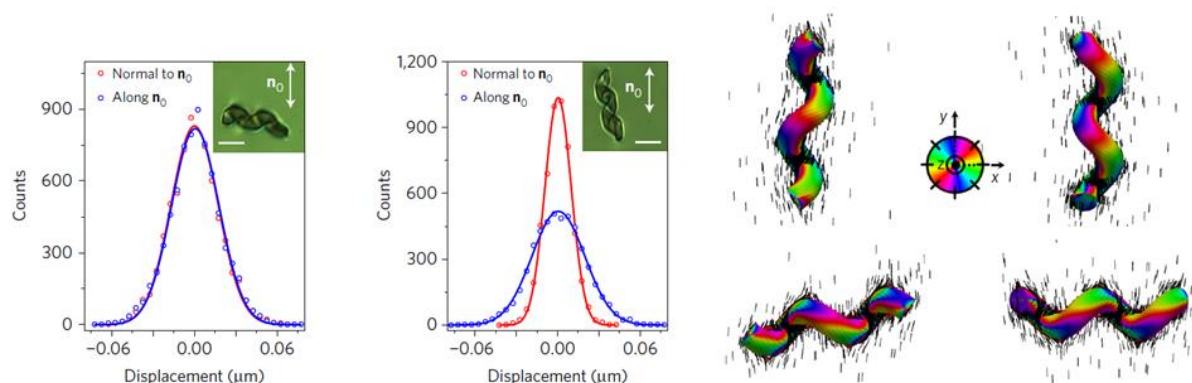 Normal to n₀
Along n₀
n₀
900
600
300
0
Counts
−0.06
0.00
0.06
Displacement (μm)
Normal to n₀
Along n₀
n₀
1,200
900
600
300
0
Counts
−0.06
0.00
0.06
Displacement (μm)
y
z
x